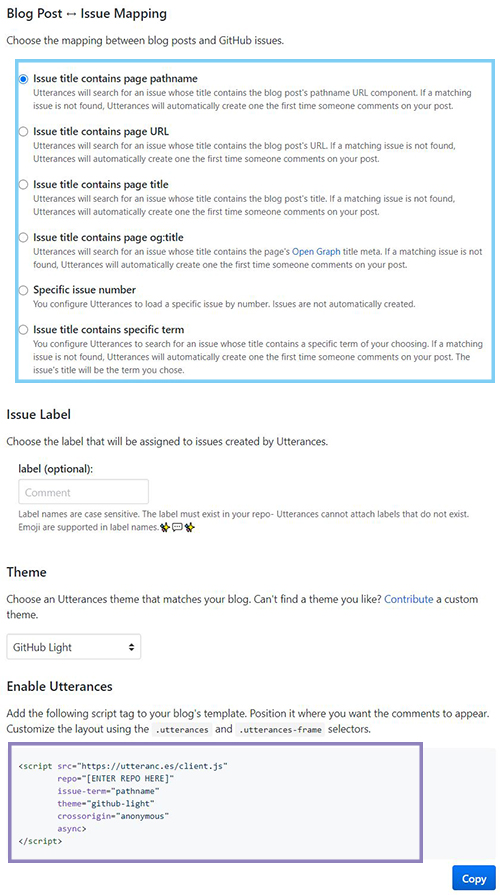 Blog Post ↔ Issue Mapping
Choose the mapping between blog posts and GitHub issues.
Issue title contains page pathname
Utterances will search for an issue whose title contains the blog post's pathname URL component. If a matching
issue is not found, Utterances will automatically create one the first time someone comments on your post.
Issue title contains page URL
Utterances will search for an issue whose title contains the blog post's URL. If a matching issue is not found,
Utterances will automatically create one the first time someone comments on your post.
Issue title contains page title
Utterances will search for an issue whose title contains the blog post's title. If a matching issue is not found,
Utterances will automatically create one the first time someone comments on your post.
Issue title contains page og:title
Utterances will search for an issue whose title contains the page's Open Graph title meta. If a matching issue is not
found, Utterances will automatically create one the first time someone comments on your post.
Specific issue number
You configure Utterances to load a specific issue by number. Issues are not automatically created.
Issue title contains specific term
You configure Utterances to search for an issue whose title contains a specific term of your choosing. If a matching
issue is not found, Utterances will automatically create one the first time someone comments on your post. The
issue's title will be the term you chose.
Issue Label
Choose the label that will be assigned to issues created by Utterances.
label (optional):
Comment
Label names are case sensitive. The label must exist in your repo- Utterances cannot attach labels that do not exist.
Emoji are supported in label names.✨💬✨
Theme
Choose an Utterances theme that matches your blog. Can't find a theme you like? Contribute a custom
theme.
GitHub Light
Enable Utterances
Add the following script tag to your blog's template. Position it where you want the comments to appear.
Customize the layout using the .utterances and .utterances-frame selectors.
<script src="https://utteranc.es/client.js"
repo="[ENTER REPO HERE]"
issue-term="pathname"
theme="github-light"
crossorigin="anonymous"
async>
</script>
Copy